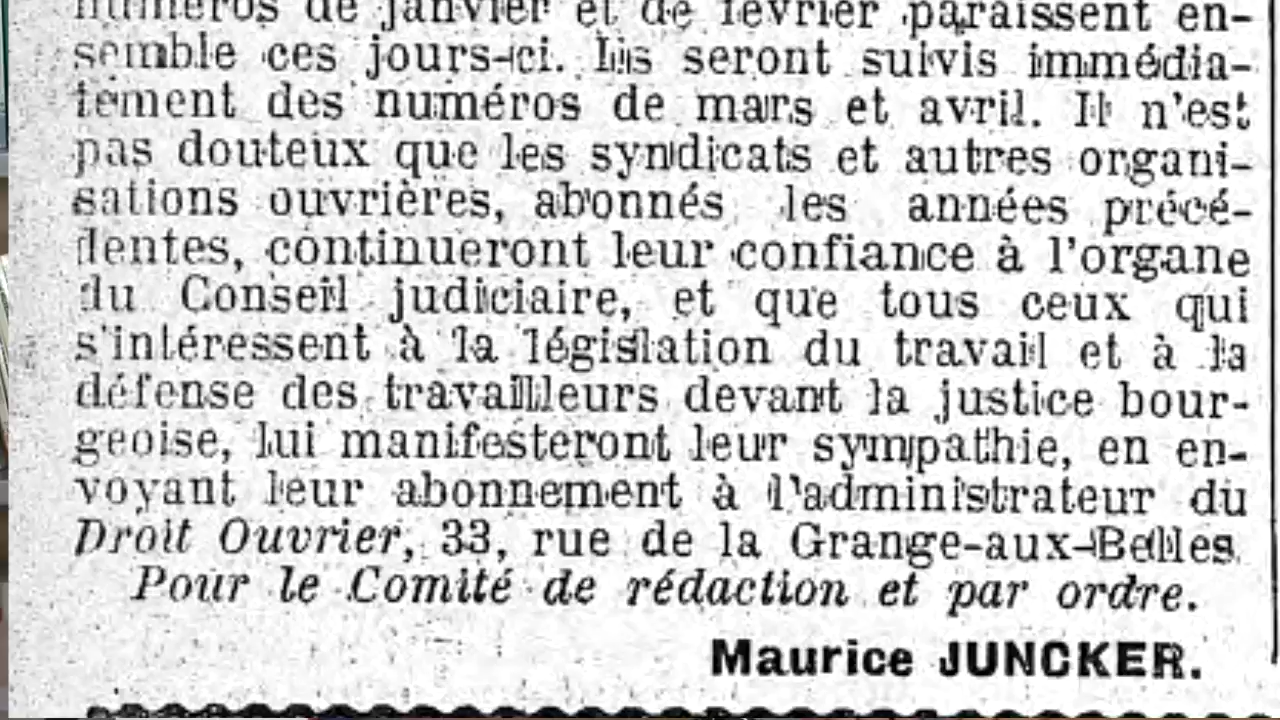 numéros de janvier et de février paraissent en-
semble ces jours-ci. Ils seront suivis immédia-
tement des numéros de mars et avril. Il n'est
pas douteux que les syndicats et autres organi-
sations ouvrières, abonnés les années précé-
dentes, continueront leur confiance à l'organe
du Conseil judiciaire, et que tous ceux qui
s'intéressent à la législation du travail et à la
défense des travailleurs devant la justice bour-
geoise, lui manifesteront leur sympathie, en en-
voyant leur abonnement à l'administrateur du
Droit Ouvrier, 33, rue de la Grange-aux-Belles.
Pour le Comité de rédaction et par ordre.
Maurice JUNCKER.